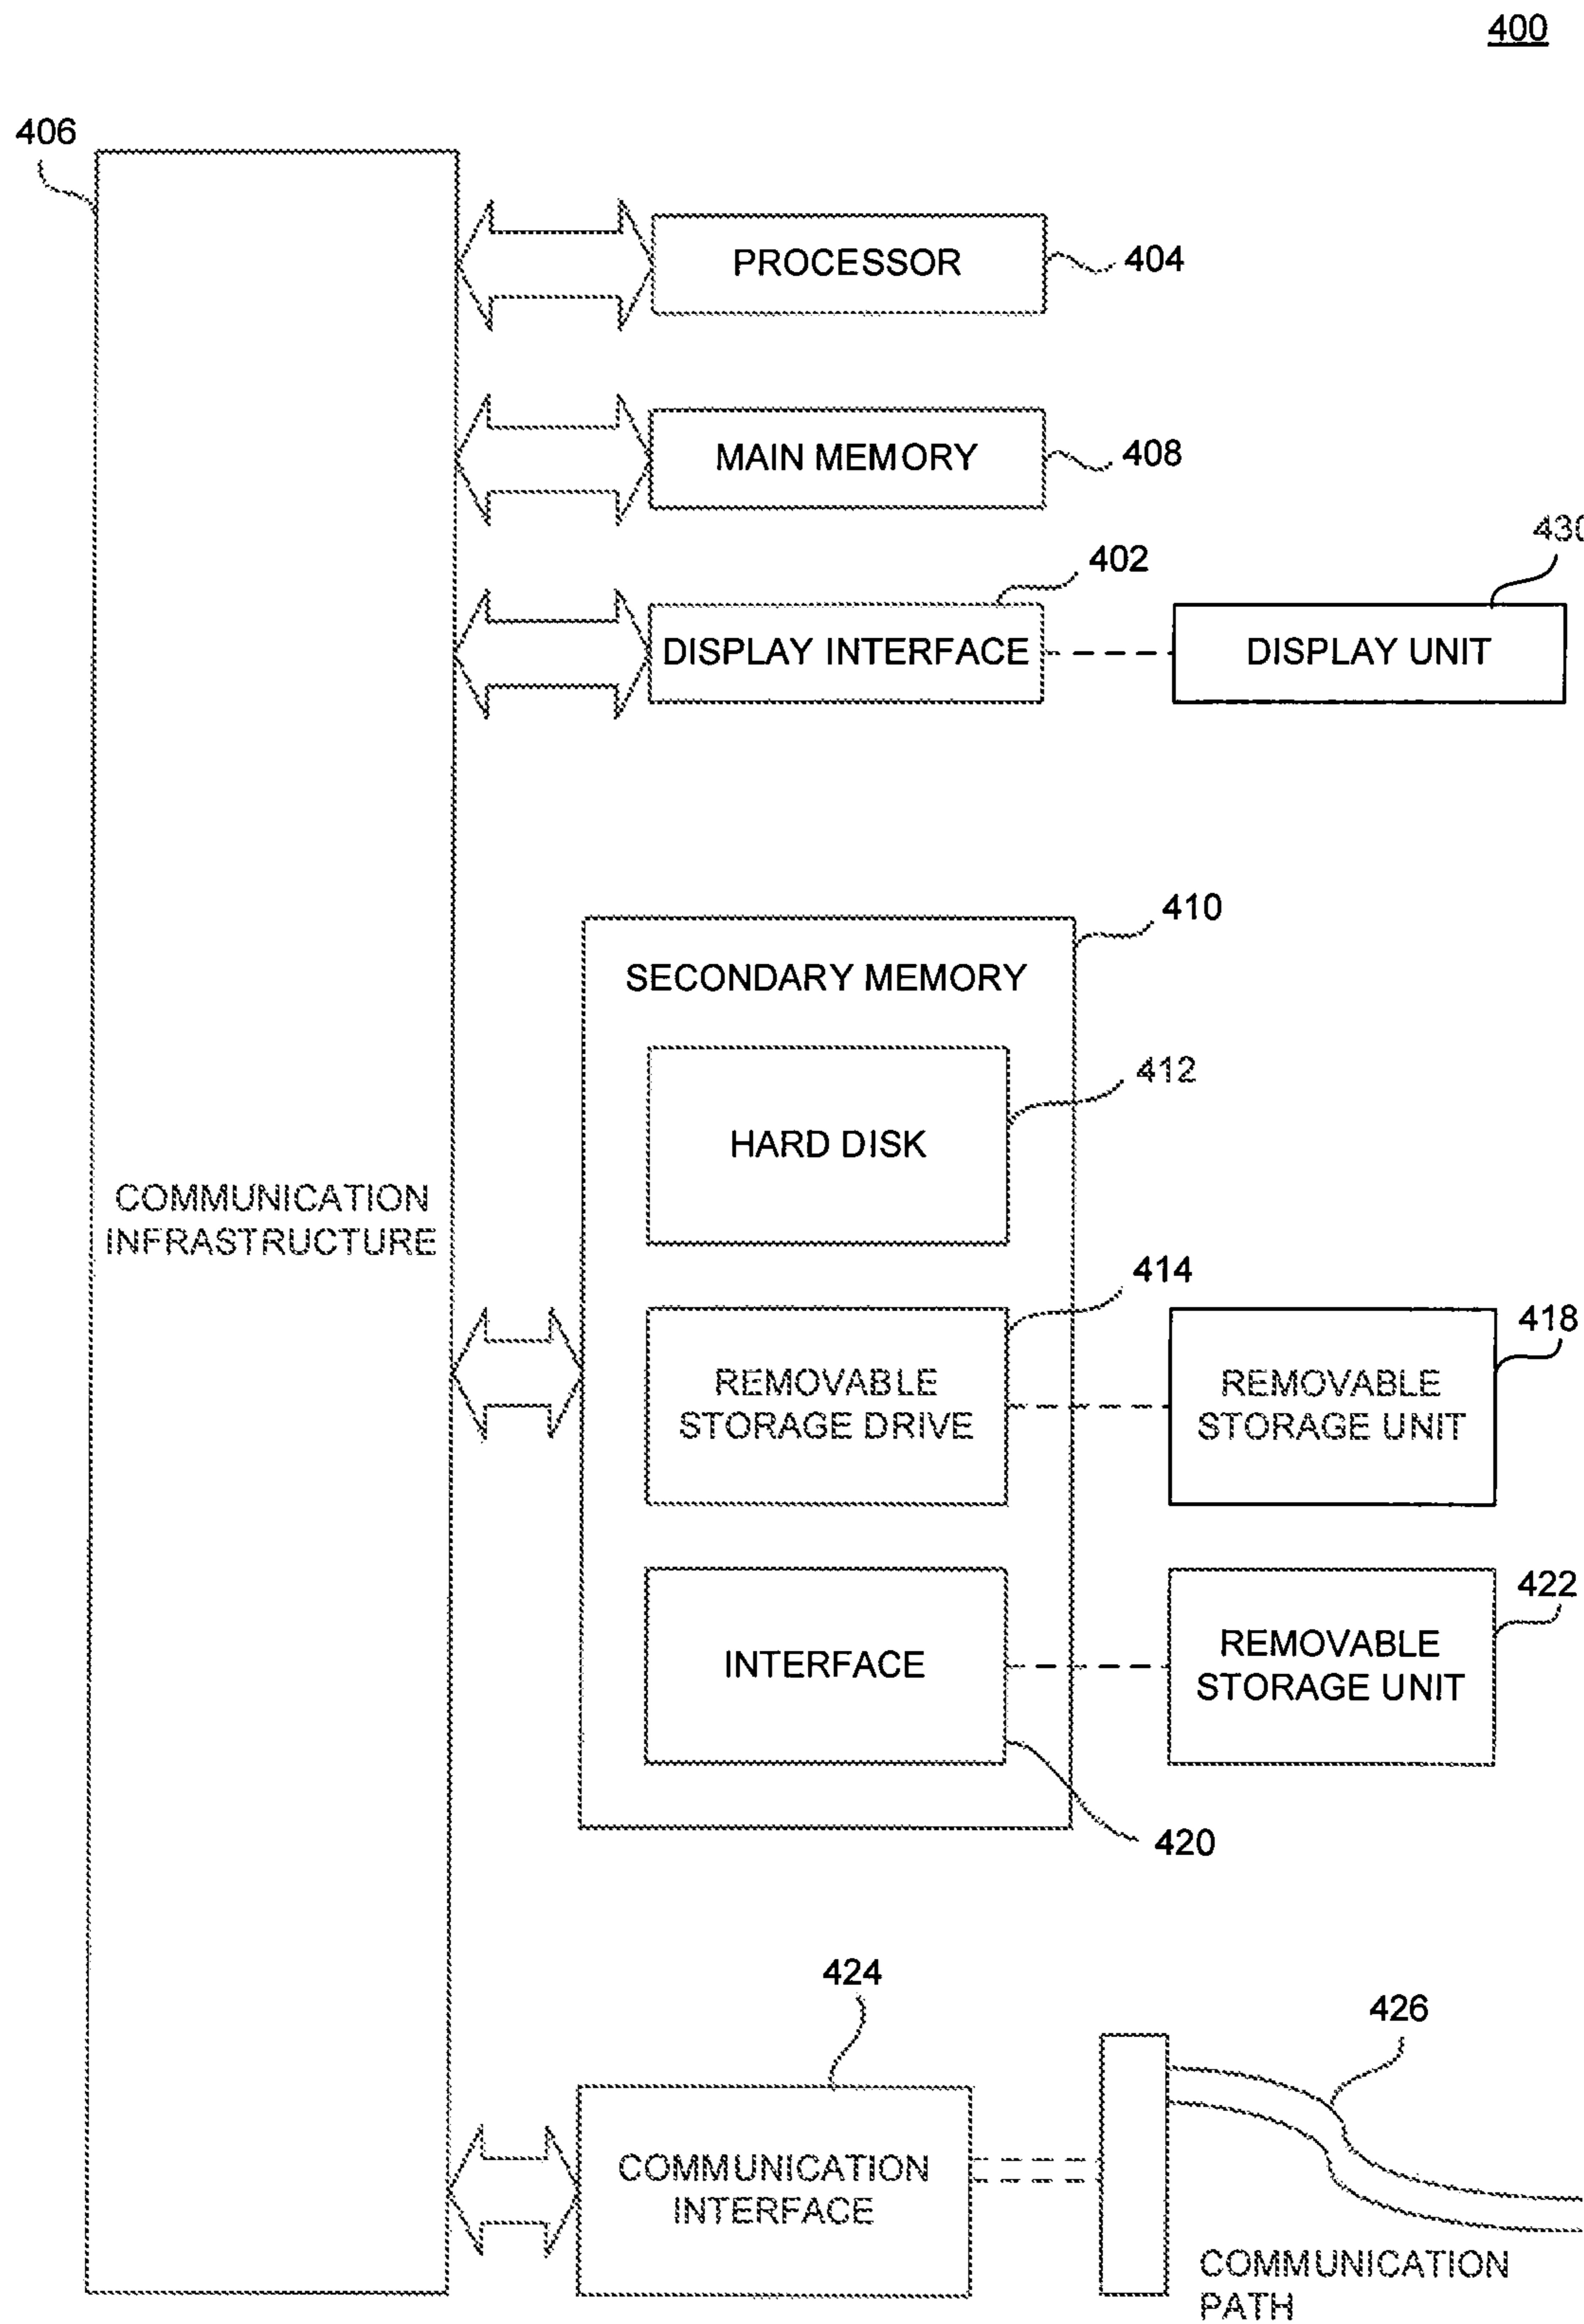 400
406
PROCESSOR
404
MAIN MEMORY
408
402
430
DISPLAY INTERFACE
DISPLAY UNIT
410
SECONDARY MEMORY
412
HARD DISK
COMMUNICATION
INFRASTRUCTURE
414
418
REMOVABLE
STORAGE DRIVE
REMOVABLE
STORAGE UNIT
422
INTERFACE
REMOVABLE
STORAGE UNIT
420
424
426
COMMUNICATION
INTERFACE
COMMUNICATION
PATH